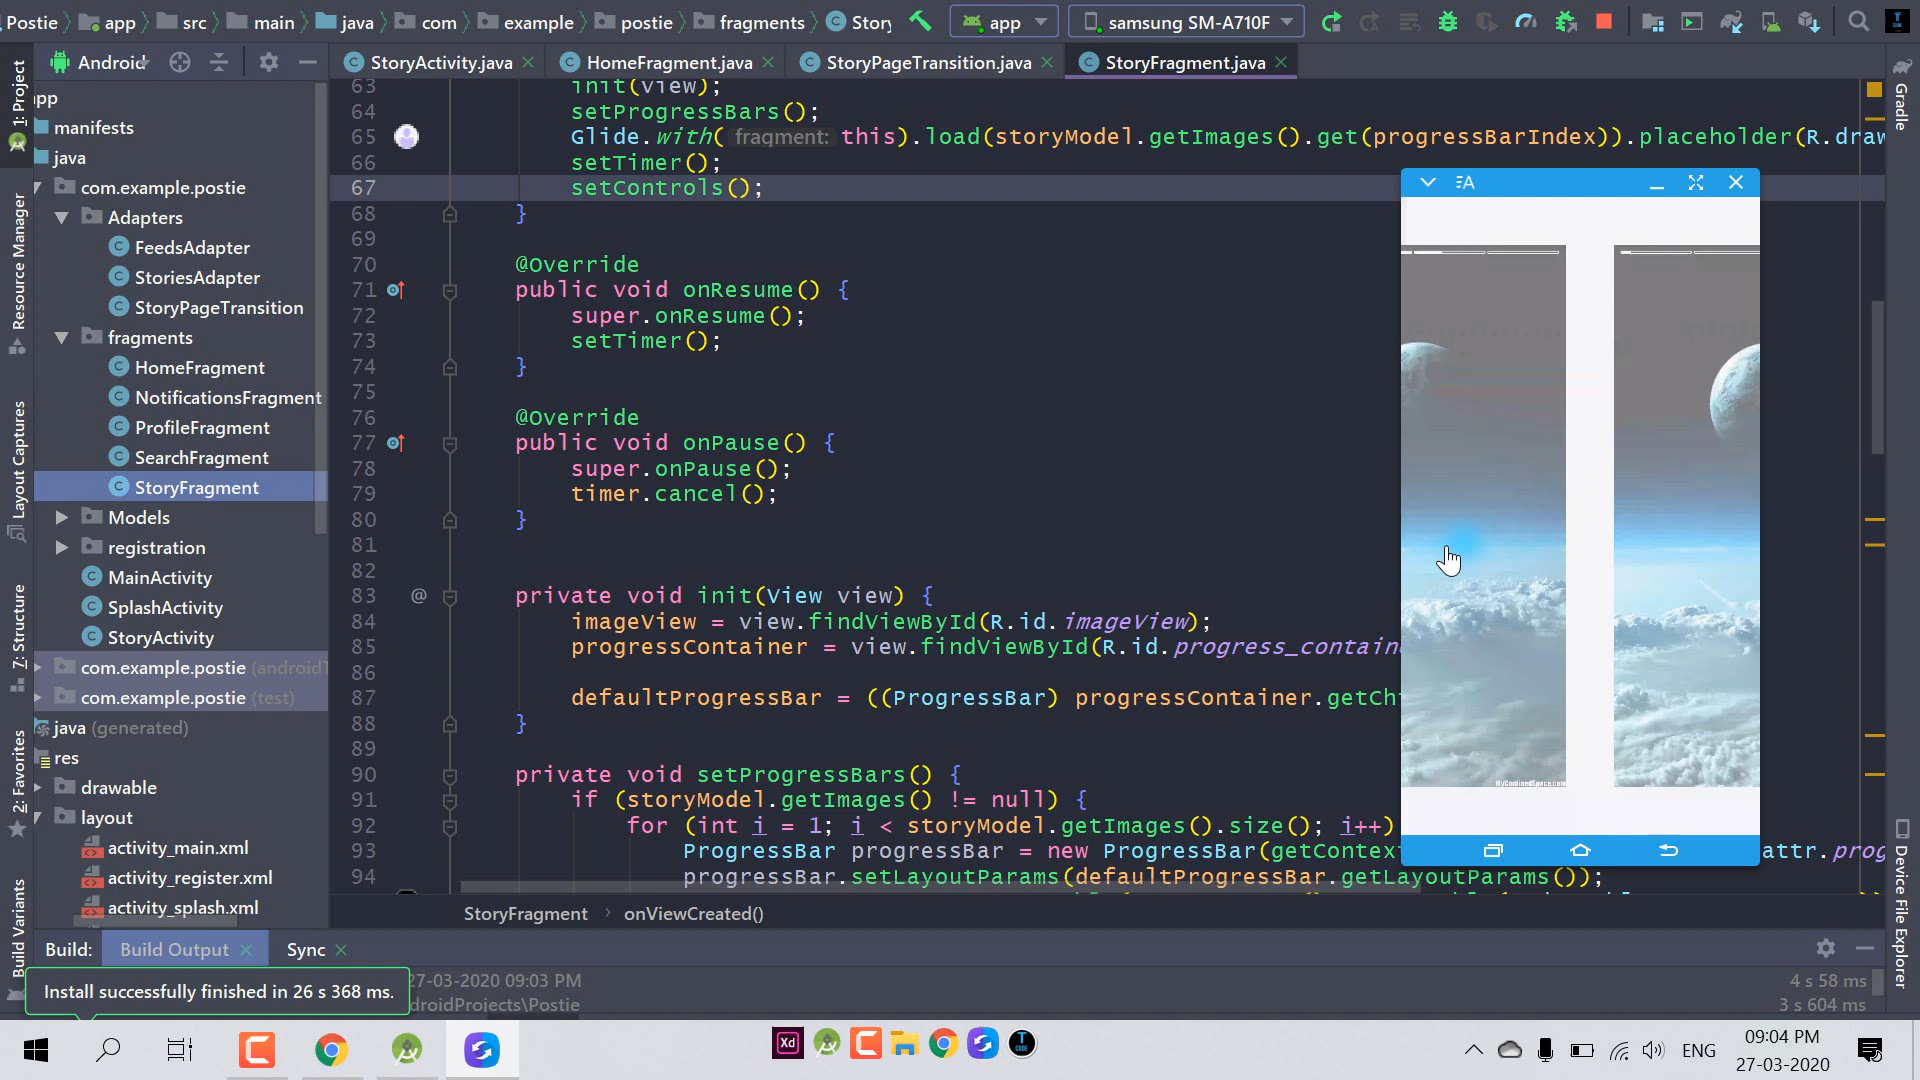 Postie app src main java com example postie fragments Story
app
samsung SM-A710F
Android
StoryActivity.java
HomeFragment.java
StoryPageTransition.java
StoryFragment.java
1: Project
Resource Manager
Layout Captures
7: Structure
2: Favorites
Build Variants
app
manifests
java
com.example.postie
Adapters
FeedsAdapter
StoriesAdapter
StoryPageTransition
fragments
HomeFragment
NotificationsFragment
ProfileFragment
SearchFragment
StoryFragment
Models
registration
MainActivity
SplashActivity
StoryActivity
com.example.postie (androidT
com.example.postie (test)
java (generated)
res
drawable
layout
activity_main.xml
activity_register.xml
activity_splash.xml
63 init(view);
64 setProgressBars();
65 Glide.with( fragment: this).load(storyModel.getImages().get(progressBarIndex)).placeholder(R.draw
66 setTimer();
67 setControls();
68 }
69
70 @Override
71 public void onResume() {
72 super.onResume();
73 setTimer();
74 }
75
76 @Override
77 public void onPause() {
78 super.onPause();
79 timer.cancel();
80 }
81
82
83 @ private void init(View view) {
84 imageView = view.findViewById(R.id.imageView);
85 progressContainer = view.findViewById(R.id.progress_containe
86
87 defaultProgressBar = ((ProgressBar) progressContainer.getCh
88 }
89
90 private void setProgressBars() {
91 if (storyModel.getImages() != null) {
92 for (int i = 1; i < storyModel.getImages().size(); i++)
93 ProgressBar progressBar = new ProgressBar(getContex attr.prog
94 progressBar.setLayoutParams(defaultProgressBar.getLayoutParams());
A
MyConfinedSpace.com
Gradle
Device File Explorer
StoryFragment › onViewCreated()
Build: Build Output Sync
27-03-2020 09:03 PM
4 s 58 ms
droidProjects\Postie
3 s 604 ms
Install successfully finished in 26 s 368 ms.
Xd
T
CODE
ENG
09:04 PM
27-03-2020